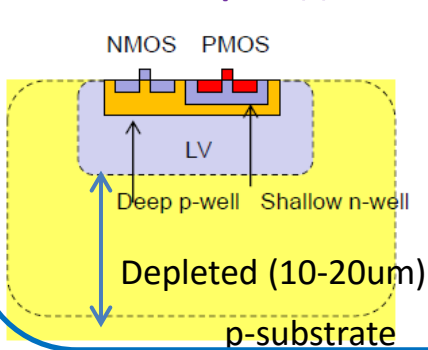 NMOS PMOS
LV
Deep p-well Shallow n-well
Depleted (10-20um)
p-substrate